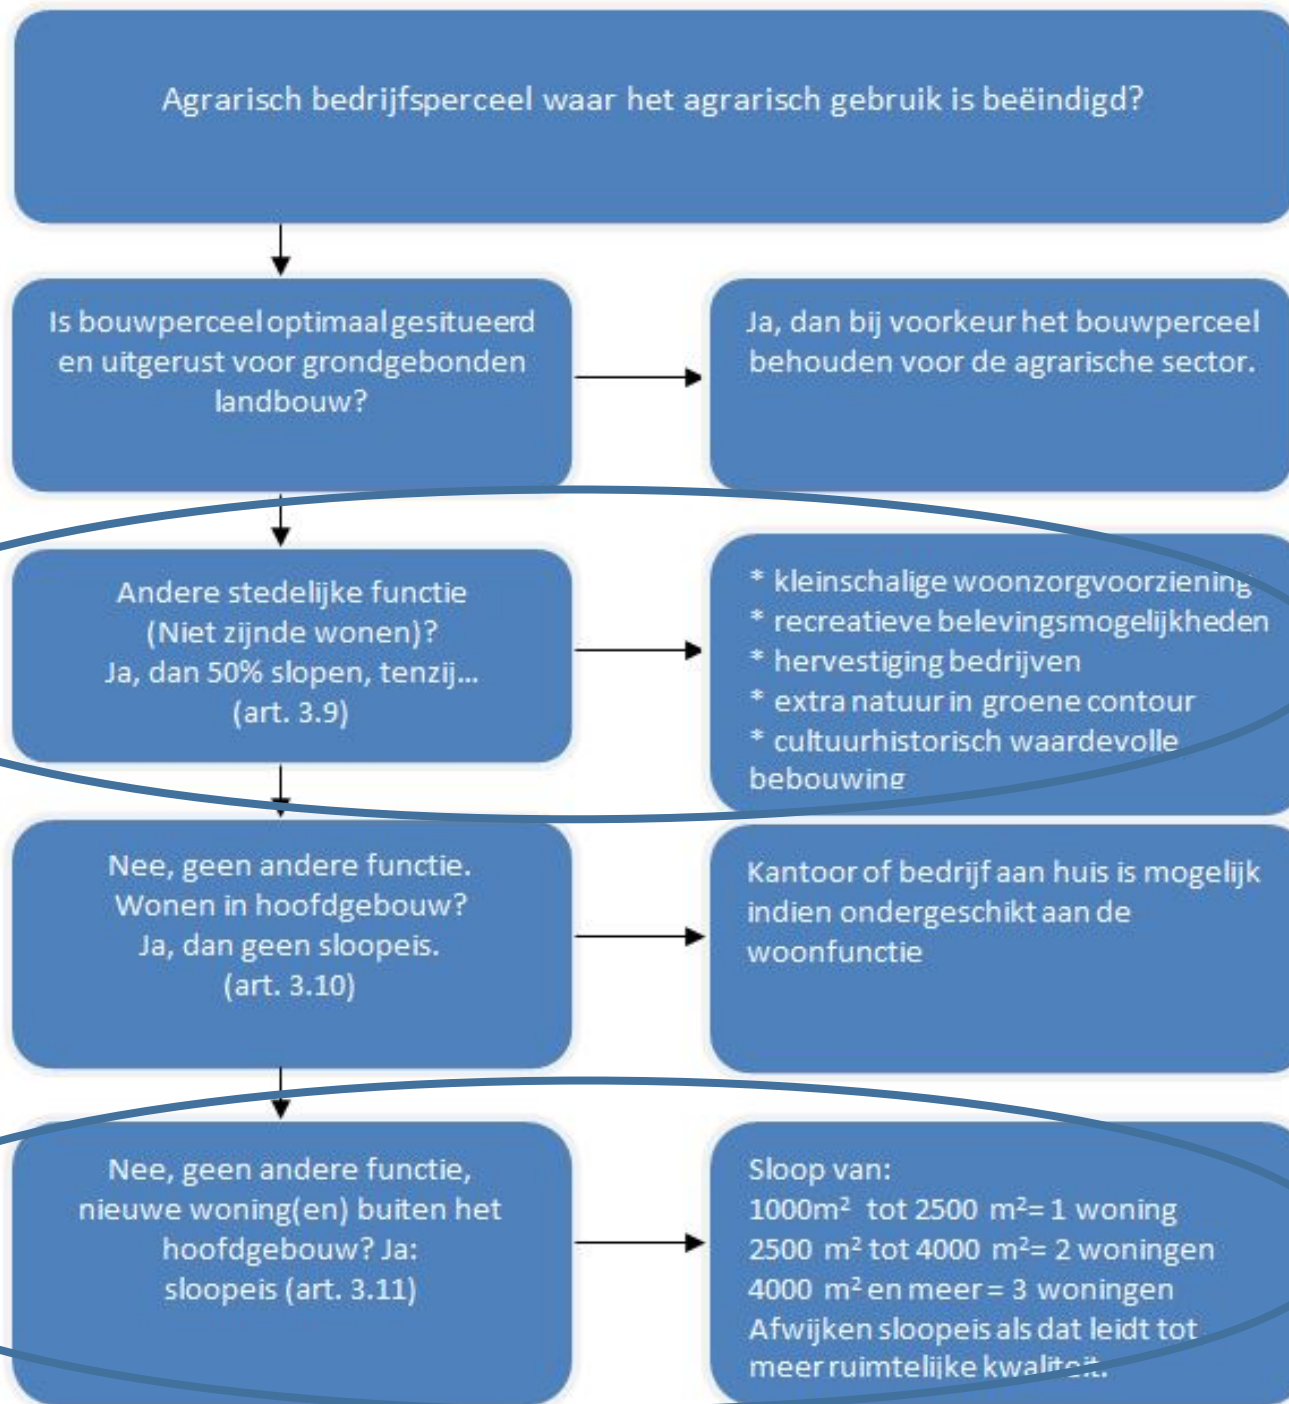 Agrarisch bedrijfsperceel waar het agrarisch gebruik is beëindigd?
Is bouwperceel optimaal gesitueerd
en uitgerust voor grondgebonden
landbouw?
Ja, dan bij voorkeur het bouwperceel
behouden voor de agrarische sector.
Andere stedelijke functie
(Niet zijnde wonen)?
Ja, dan 50% slopen, tenzij...
(art. 3.9)
* kleinschalige woonzorgvoorziening
* recreatieve belevingsmogelijkheden
* hervestiging bedrijven
* extra natuur in groene contour
* cultuurhistorisch waardevolle
bebouwing
Nee, geen andere functie.
Wonen in hoofdgebouw?
Ja, dan geen sloopeis.
(art. 3.10)
Kantoor of bedrijf aan huis is mogelijk
indien ondergeschikt aan de
woonfunctie
Nee, geen andere functie,
nieuwe woning(en) buiten het
hoofdgebouw? Ja:
sloopeis (art. 3.11)
Sloop van:
1000m² tot 2500 m²= 1 woning
2500 m² tot 4000 m²= 2 woningen
4000 m² en meer = 3 woningen
Afwijken sloopeis als dat leidt tot
meer ruimtelijke kwaliteit.